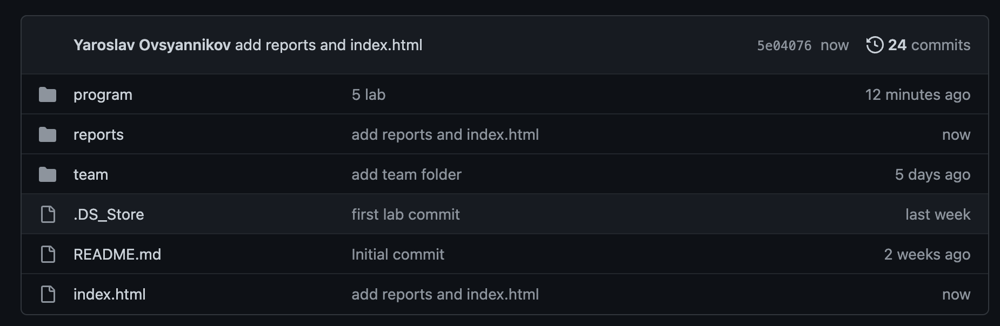 Yaroslav Ovsyannikov add reports and index.html 5e04076 now 24 commits
program 5 lab 12 minutes ago
reports add reports and index.html now
team add team folder 5 days ago
.DS_Store first lab commit last week
README.md Initial commit 2 weeks ago
index.html add reports and index.html now